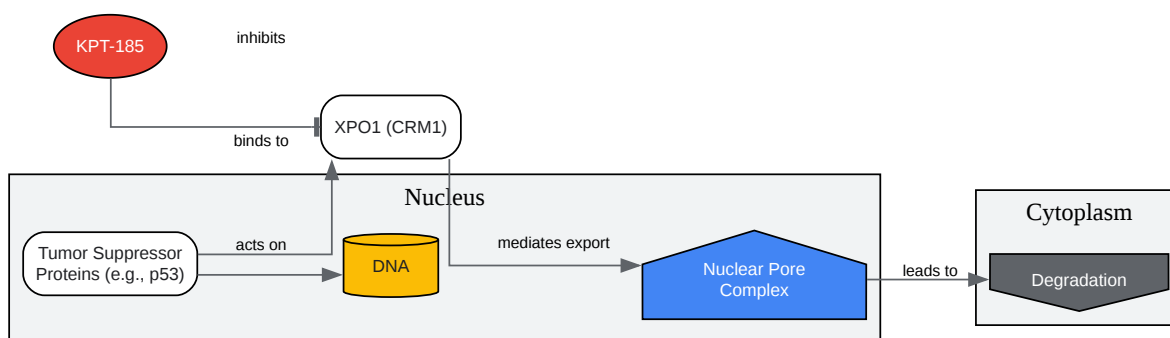 KPT-185
inhibits
XPO1 (CRM1)
binds to
Nucleus
Cytoplasm
Tumor Suppressor
Proteins (e.g., p53)
acts on
DNA
mediates export
Nuclear Pore
Complex
leads to
Degradation